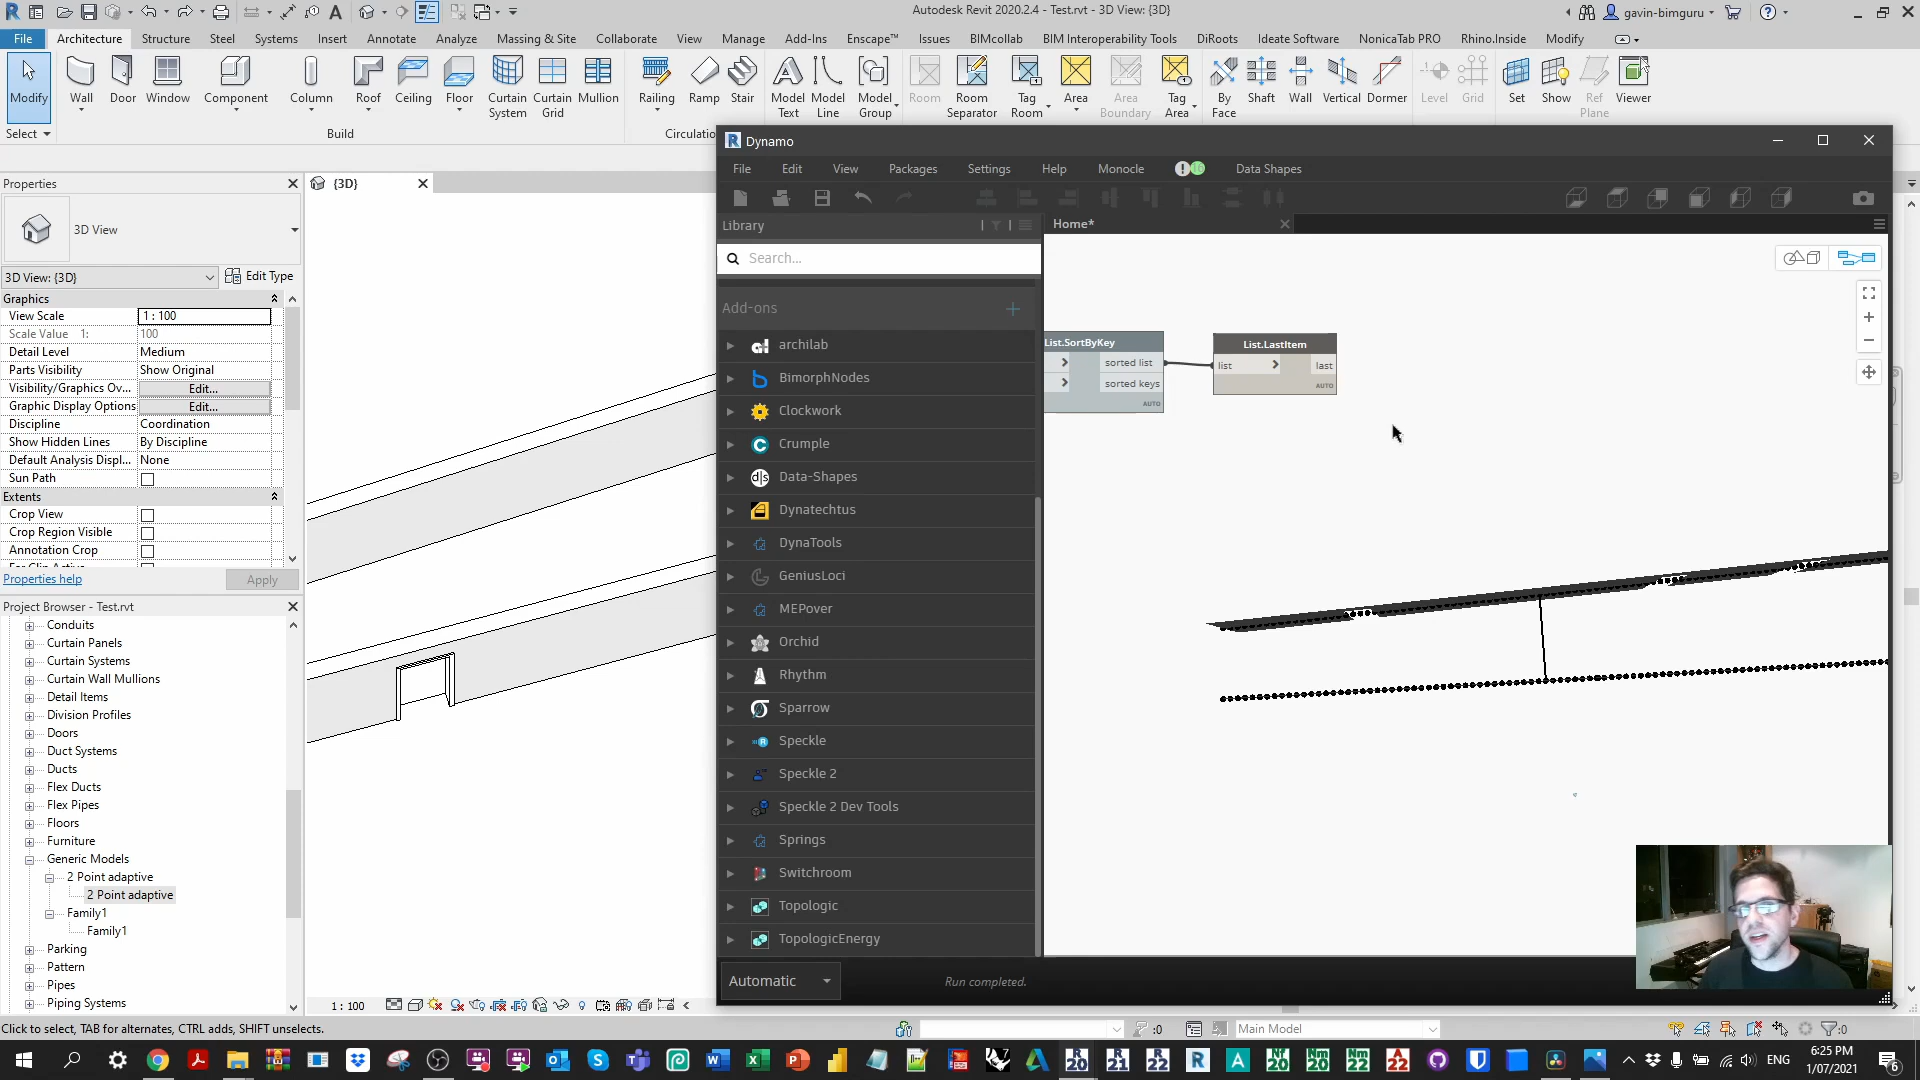 Autodesk Revit 2020.2.4 - Test.rvt - 3D View: {3D}
gavin-bimguru
File
Architecture
Structure
Steel
Systems
Insert
Annotate
Analyze
Massing & Site
Collaborate
View
Manage
Add-Ins
Enscape™
Issues
BIMcollab
BIM Interoperability Tools
DiRoots
Ideate Software
NonicaTab PRO
Rhino.Inside
Modify
Modify
Wall
Door
Window
Component
Column
Roof
Ceiling
Floor
Curtain System
Curtain Grid
Mullion
Railing
Ramp
Stair
Model Text
Model Line
Model Group
Room
Room Separator
Tag Room
Area
Area Boundary
Tag Area
By Face
Shaft
Wall
Vertical
Dormer
Level
Grid
Set
Show
Ref Plane
Viewer
Select
Build
Circulatio
Properties
3D View
3D View: {3D}
Edit Type
Graphics
View Scale 1 : 100
Scale Value 1: 100
Detail Level Medium
Parts Visibility Show Original
Visibility/Graphics Ov... Edit...
Graphic Display Options Edit...
Discipline Coordination
Show Hidden Lines By Discipline
Default Analysis Displ... None
Sun Path
Extents
Crop View
Crop Region Visible
Annotation Crop
Properties help
Apply
Project Browser - Test.rvt
Conduits
Curtain Panels
Curtain Systems
Curtain Wall Mullions
Detail Items
Division Profiles
Doors
Duct Systems
Ducts
Flex Ducts
Flex Pipes
Floors
Furniture
Generic Models
2 Point adaptive
2 Point adaptive
Family1
Family1
Parking
Pattern
Pipes
Piping Systems
{3D}
1 : 100
Dynamo
File
Edit
View
Packages
Settings
Help
Monocle
Data Shapes
Library
Search...
Add-ons
archilab
BimorphNodes
Clockwork
Crumple
Data-Shapes
Dynatechtus
DynaTools
GeniusLoci
MEPover
Orchid
Rhythm
Sparrow
Speckle
Speckle 2
Speckle 2 Dev Tools
Springs
Switchroom
Topologic
TopologicEnergy
Automatic
Run completed.
Home*
List.SortByKey
sorted list
sorted keys
AUTO
List.LastItem
list
last
AUTO
Click to select, TAB for alternates, CTRL adds, SHIFT unselects.
:0
Main Model
:0
ENG
6:25 PM
1/07/2021